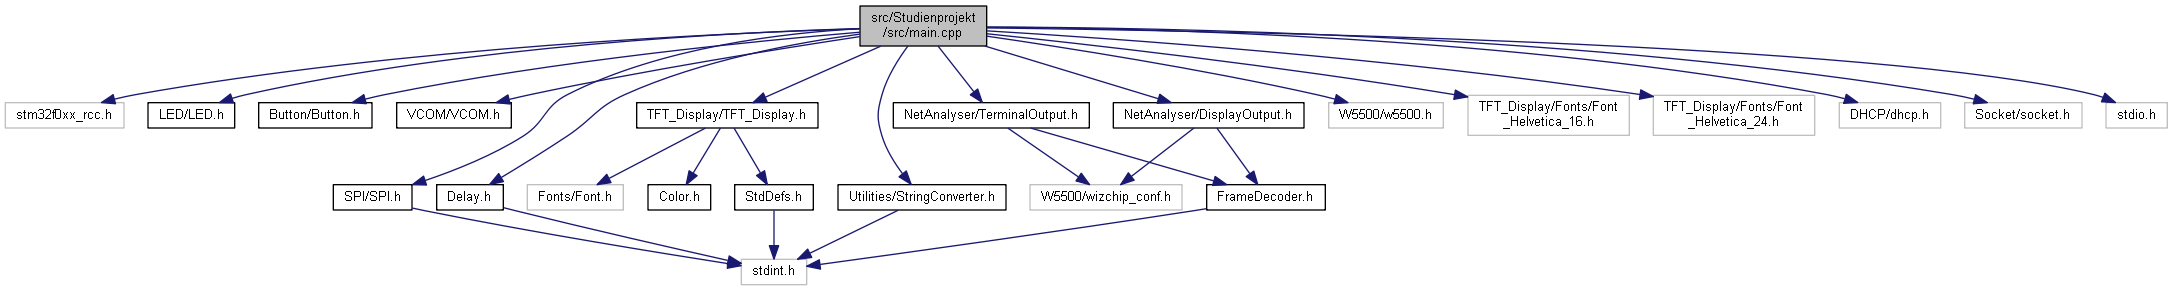 src/Studienprojekt
/src/main.cpp
stm32f0xx_rcc.h
LED/LED.h
Button/Button.h
VCOM/VCOM.h
TFT_Display/TFT_Display.h
NetAnalyser/TerminalOutput.h
NetAnalyser/DisplayOutput.h
W5500/w5500.h
TFT_Display/Fonts/Font
_Helvetica_16.h
TFT_Display/Fonts/Font
_Helvetica_24.h
DHCP/dhcp.h
Socket/socket.h
stdio.h
SPI/SPI.h
Delay.h
Fonts/Font.h
Color.h
StdDefs.h
Utilities/StringConverter.h
W5500/wizchip_conf.h
FrameDecoder.h
stdint.h